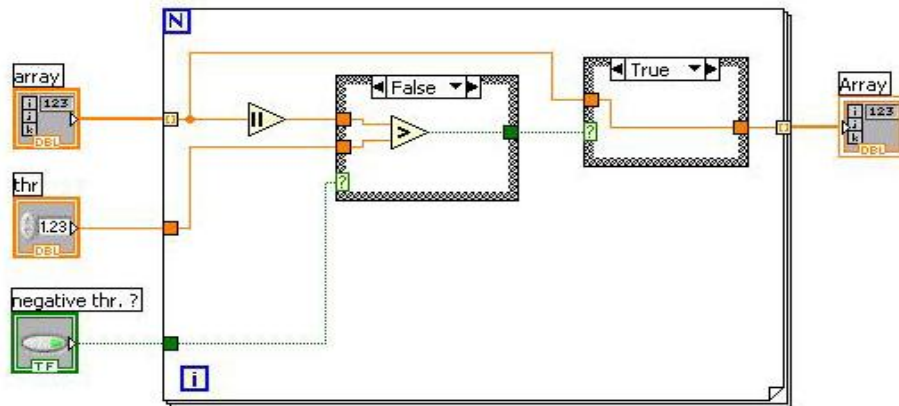 N
array
i
j
k
123
DBL
thr
1.23
DBL
negative thr. ?
TF
False
>
?
True
?
Array
i
j
k
123
DBL
i